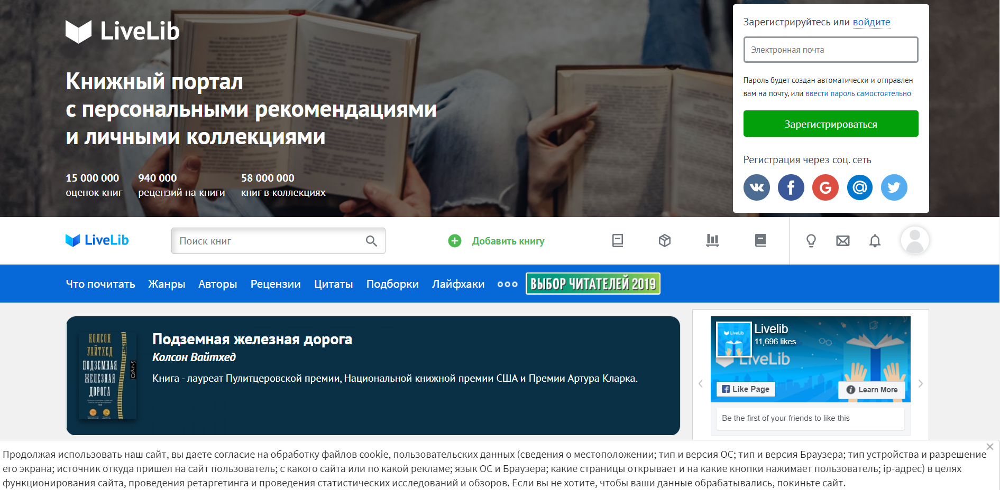 LiveLib
Книжный портал
с персональными рекомендациями
и личными коллекциями
15 000 000
оценок книг
940 000
рецензий на книги
58 000 000
книг в коллекциях
Зарегистрируйтесь или войдите
Электронная почта
Пароль будет создан автоматически и отправлен
вам на почту, или ввести пароль самостоятельно
Зарегистрироваться
Регистрация через соц. сеть
LiveLib
Поиск книг
Добавить книгу
Что почитать Жанры Авторы Рецензии Цитаты Подборки Лайфхаки ВЫБОР ЧИТАТЕЛЕЙ 2019
КОЛСОН
УАЙТХЕД
ПОДЗЕМНАЯ
ЖЕЛЕЗНАЯ
ДОРОГА
Подземная железная дорога
Колсон Вайтхед
Книга - лауреат Пулитцеровской премии, Национальной книжной премии США и Премии Артура Кларка.
LiveLib
Livelib
11,696 likes
LiveLib
Like Page
Learn More
Be the first of your friends to like this
Продолжая использовать наш сайт, вы даете согласие на обработку файлов cookie, пользовательских данных (сведения о местоположении; тип и версия ОС; тип и версия Браузера; тип устройства и разрешение
его экрана; источник откуда пришел на сайт пользователь; с какого сайта или по какой рекламе; язык ОС и Браузера; какие страницы открывает и на какие кнопки нажимает пользователь; ip-адрес) в целях
функционирования сайта, проведения ретаргетинга и проведения статистических исследований и обзоров. Если вы не хотите, чтобы ваши данные обрабатывались, покиньте сайт.